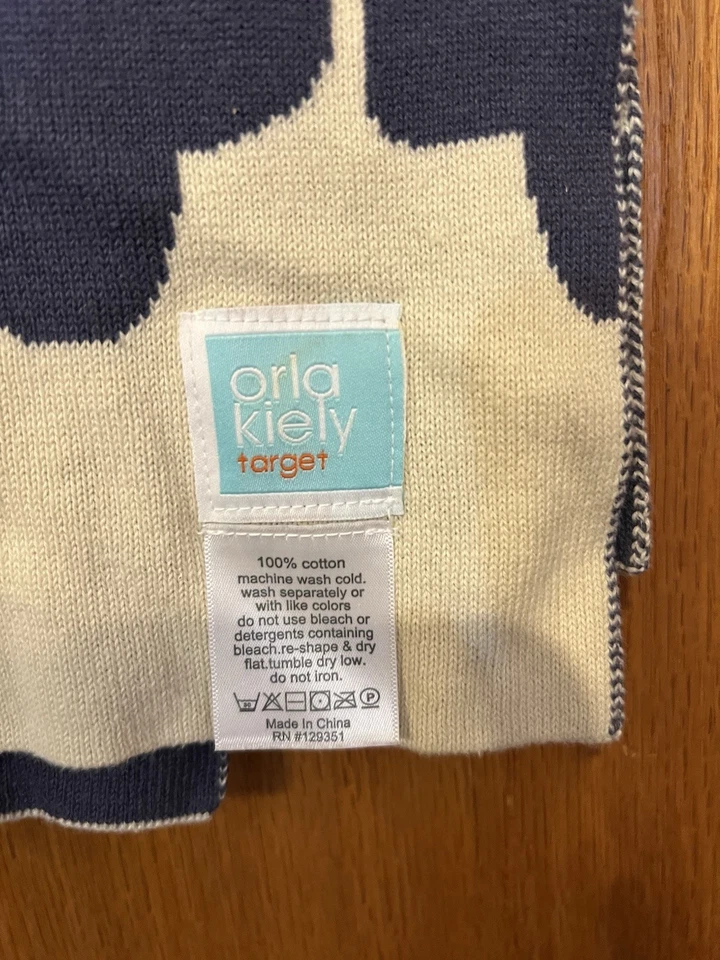 orla
kiely
target
100% cotton
machine wash cold.
wash separately or
with like colors
do not use bleach or
detergents containing
bleach.re-shape & dry
flat.tumble dry low.
do not iron.
30
P
Made In China
RN #129351